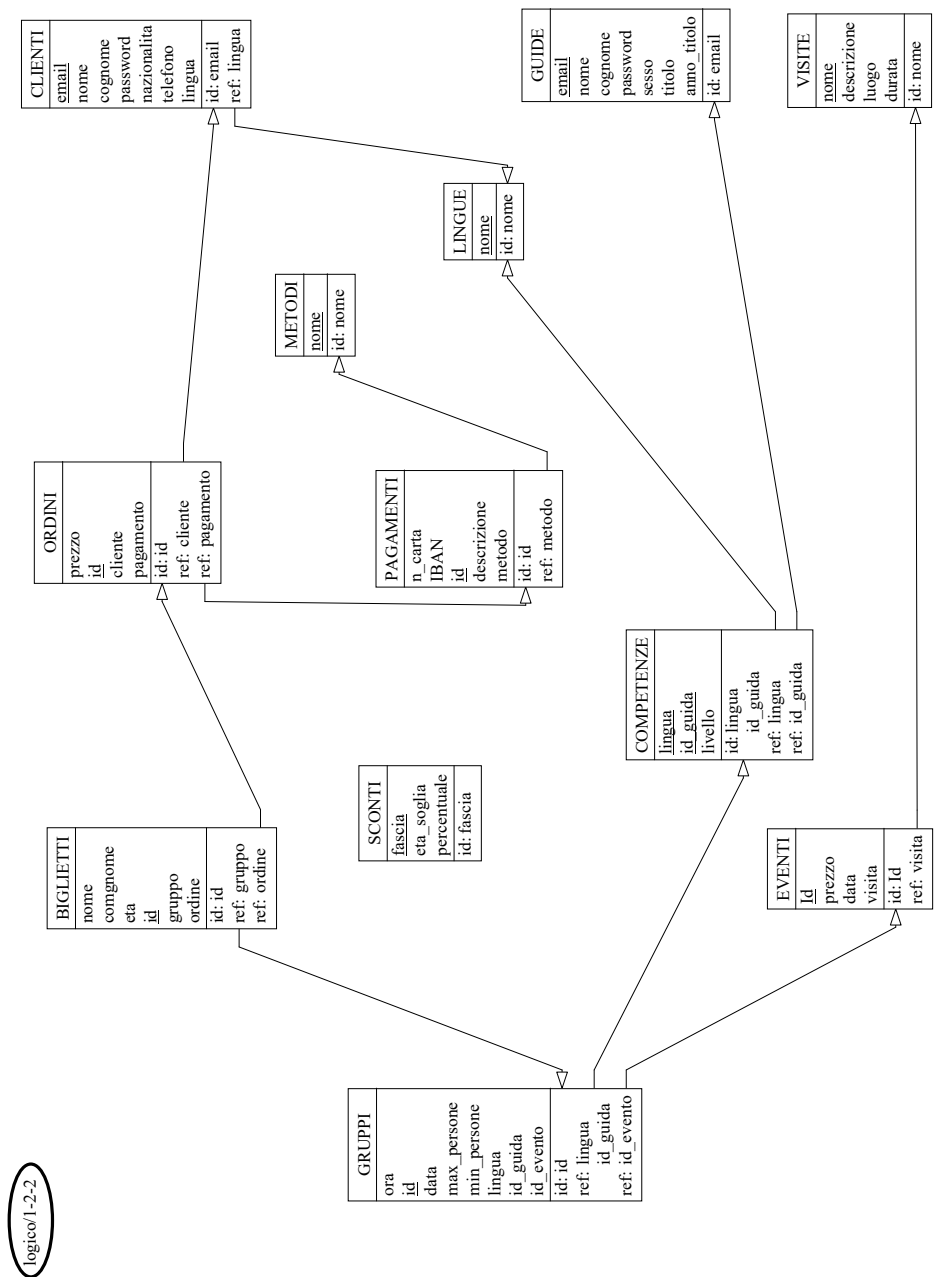 logico/1-2-2
GRUPPI
ora
id
data
max_persone
min_persone
lingua
id_guida
id_evento
id: id
ref: lingua
id_guida
ref: id_evento
BIGLIETTI
nome
comgnome
eta
id
gruppo
ordine
id: id
ref: gruppo
ref: ordine
SCONTI
fascia
eta_soglia
percentuale
id: fascia
EVENTI
Id
prezzo
data
visita
id: Id
ref: visita
COMPETENZE
lingua
id_guida
livello
id: lingua
id_guida
ref: lingua
ref: id_guida
ORDINI
prezzo
id
cliente
pagamento
id: id
ref: cliente
ref: pagamento
PAGAMENTI
n_carta
IBAN
id
descrizione
metodo
id: id
ref: metodo
METODI
nome
id: nome
LINGUE
nome
id: nome
CLIENTI
email
nome
cognome
password
nazionalita
telefono
lingua
id: email
ref: lingua
GUIDE
email
nome
cognome
password
sesso
titolo
anno_titolo
id: email
VISITE
nome
descrizione
luogo
durata
id: nome